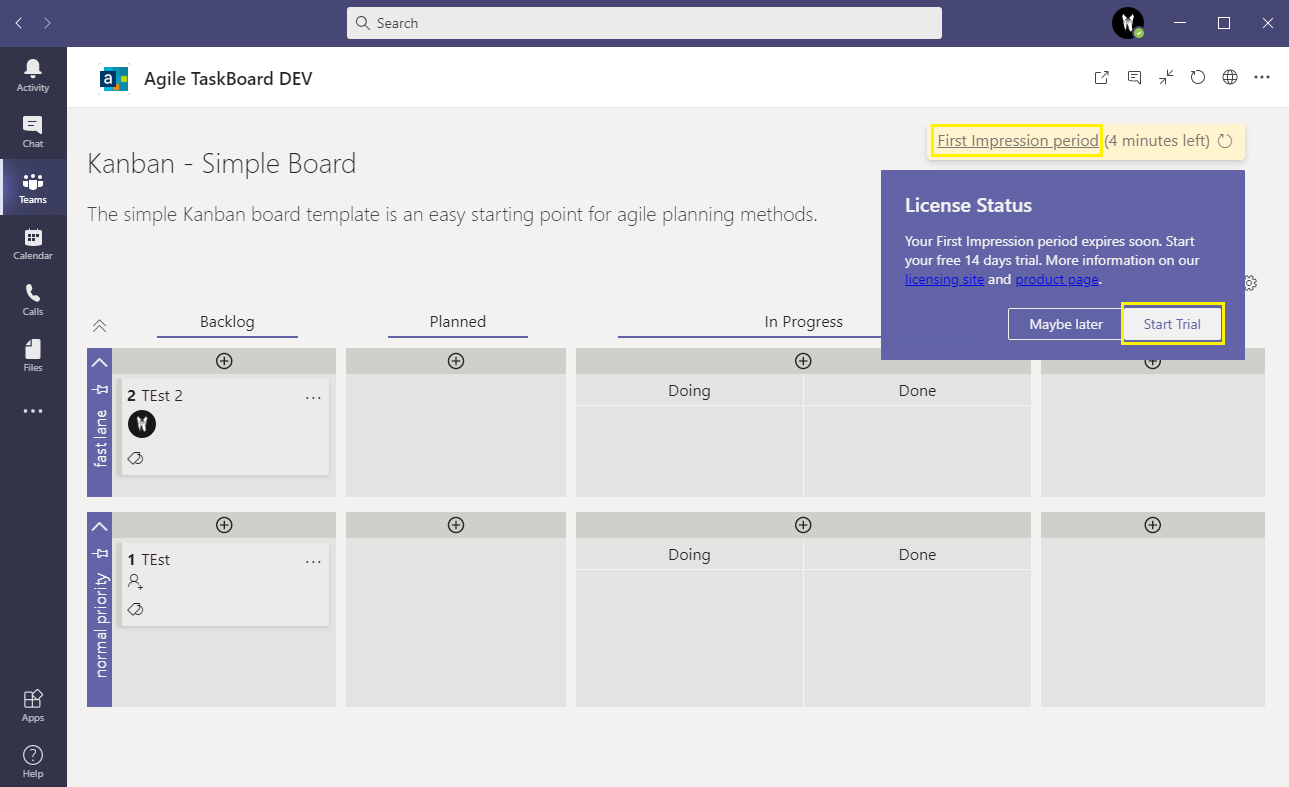 Search
Activity
Chat
Teams
Calendar
Calls
Files
Apps
Help
a
Agile TaskBoard DEV
First Impression period (4 minutes left)
Kanban - Simple Board
The simple Kanban board template is an easy starting point for agile planning methods.
License Status
Your First Impression period expires soon. Start
your free 14 days trial. More information on our
licensing site and product page.
Maybe later
Start Trial
Backlog
Planned
In Progress
fast lane
Doing
Done
2 TEst 2
normal priority
Doing
Done
1 TEst